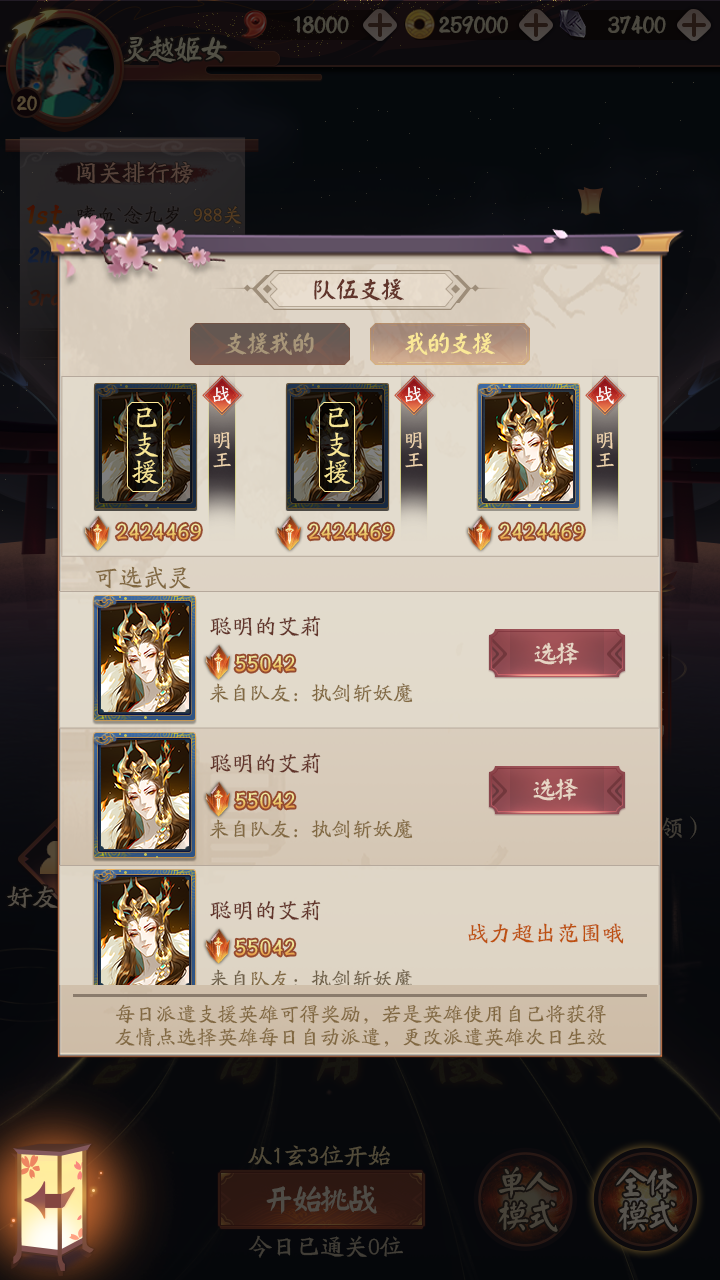 18000
259000
37400
灵越姬女
20
闯关排行榜
1st 念九岁 988关
队伍支援
支援我的
我的支援
已支援
战
明王
2424469
已支援
战
明王
2424469
战
明王
2424469
可选武灵
聪明的艾莉
55042
来自队友：执剑斩妖魔
选择
聪明的艾莉
55042
来自队友：执剑斩妖魔
选择
聪明的艾莉
55042
来自队友：执剑斩妖魔
战力超出范围哦
领）
好友
每日派遣支援英雄可得奖励，若是英雄使用自己将获得
友情点选择英雄每日自动派遣，更改派遣英雄次日生效
从1玄3位开始
开始挑战
今日已通关0位
单人
模式
全体
模式